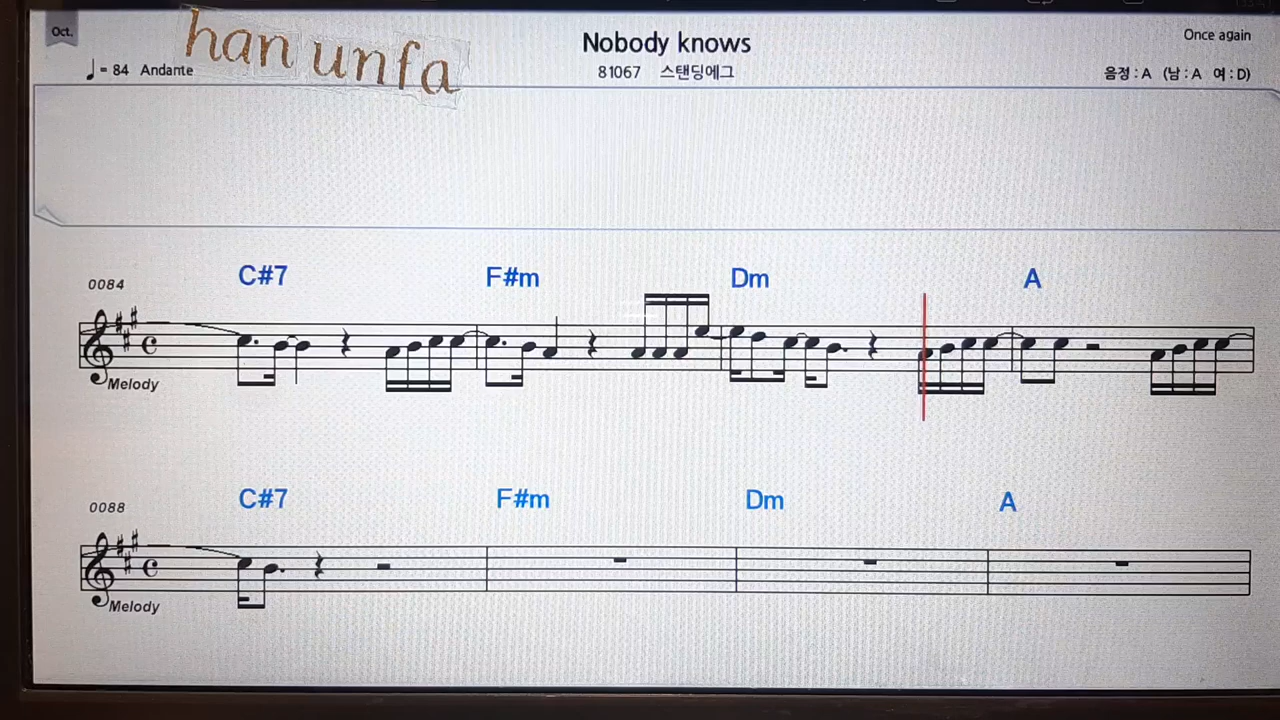 Oct.
han unfa
Nobody knows
Once again
♩= 84 Andante
81067 스탠딩에그
음정 : A (남 : A 여 : D)
0084
C#7 F#m Dm A
Melody
0088
C#7 F#m Dm A
Melody